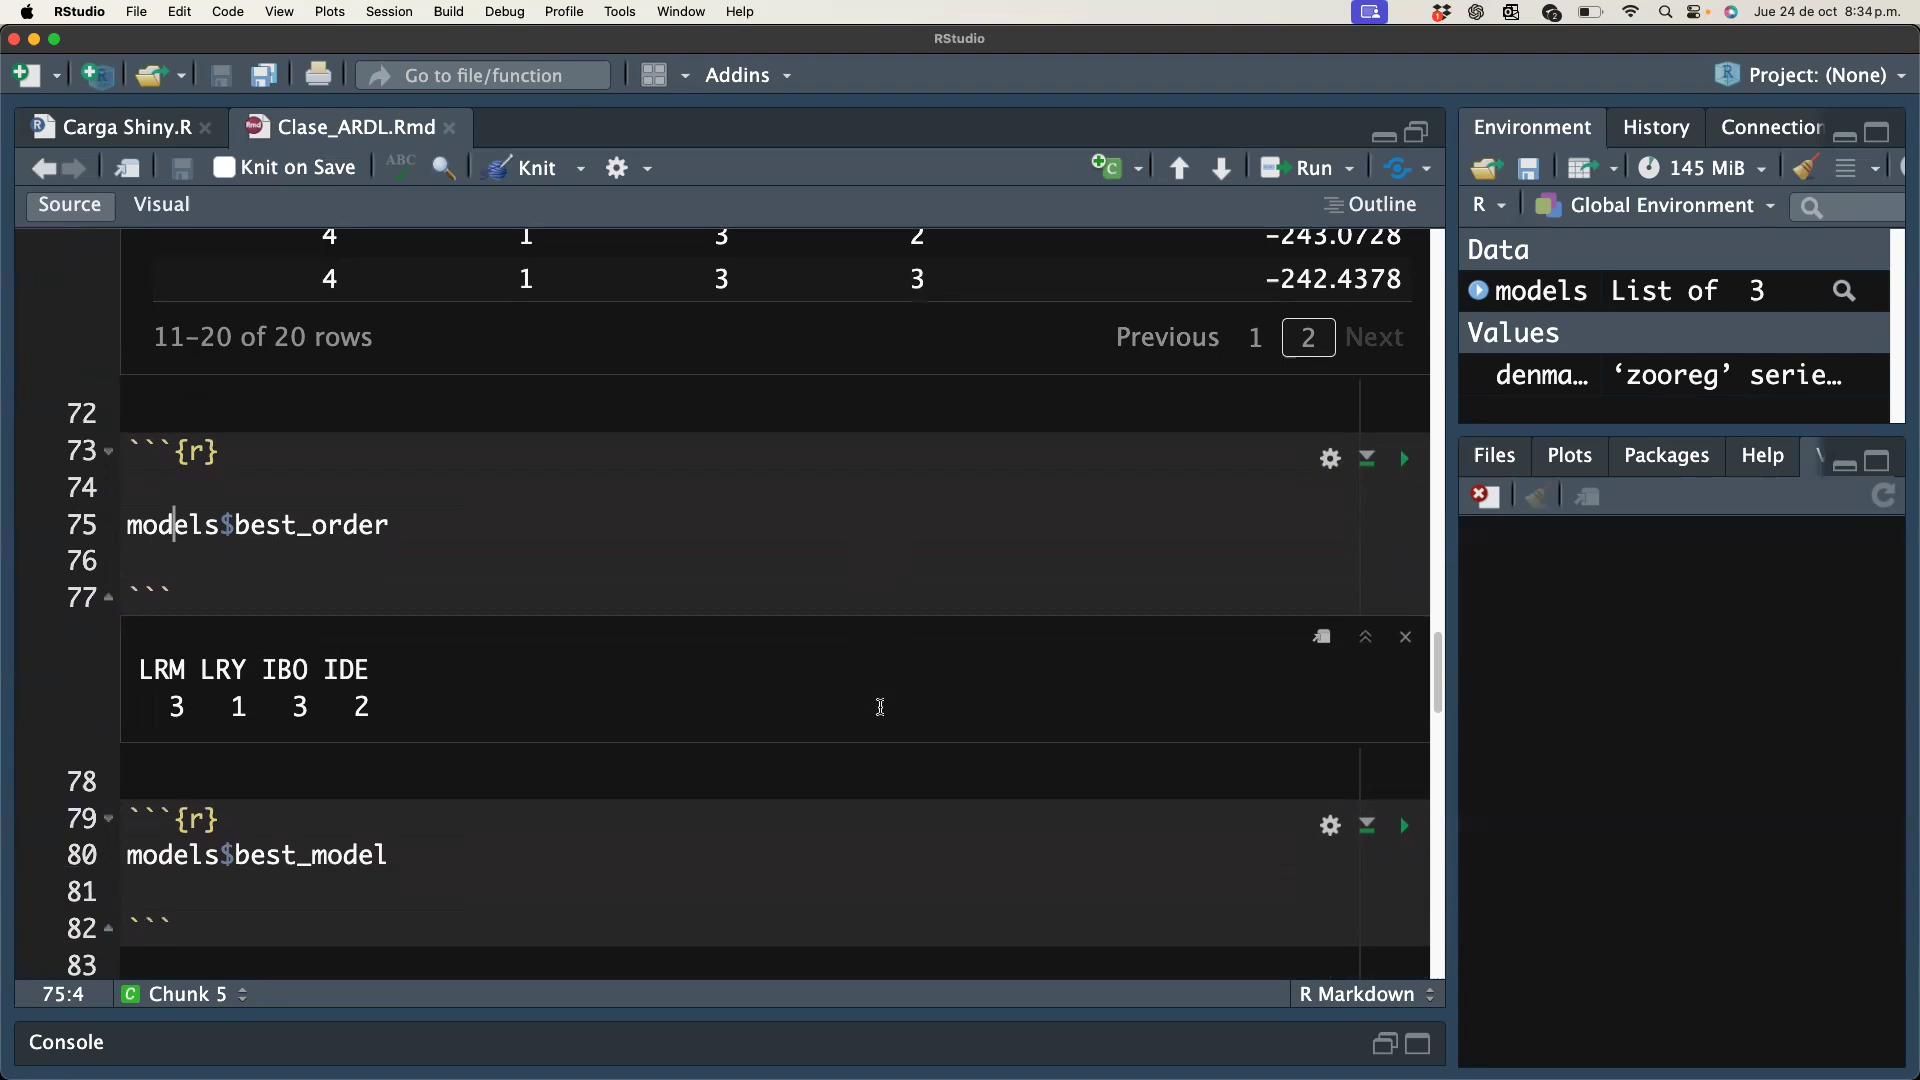 RStudio File Edit Code View Plots Session Build Debug Profile Tools Window Help 1 2 Jue 24 de oct 8:34 p.m.
RStudio
Go to file/function Addins Project: (None)
Carga Shiny.R Clase_ARDL.Rmd
Knit on Save ABC Knit Run
Source Visual Outline
4 1 3 2 -243.0728
4 1 3 3 -242.4378
11-20 of 20 rows Previous 1 2 Next
72
73 ```{r}
74
75 models$best_order
76
77 ```
LRM LRY IBO IDE
3 1 3 2
78
79 ```{r}
80 models$best_model
81
82 ```
83
75:4 C Chunk 5 R Markdown
Console
Environment History Connection
145 MiB
R Global Environment
Data
models List of 3
Values
denma… ‘zooreg’ serie…
Files Plots Packages Help